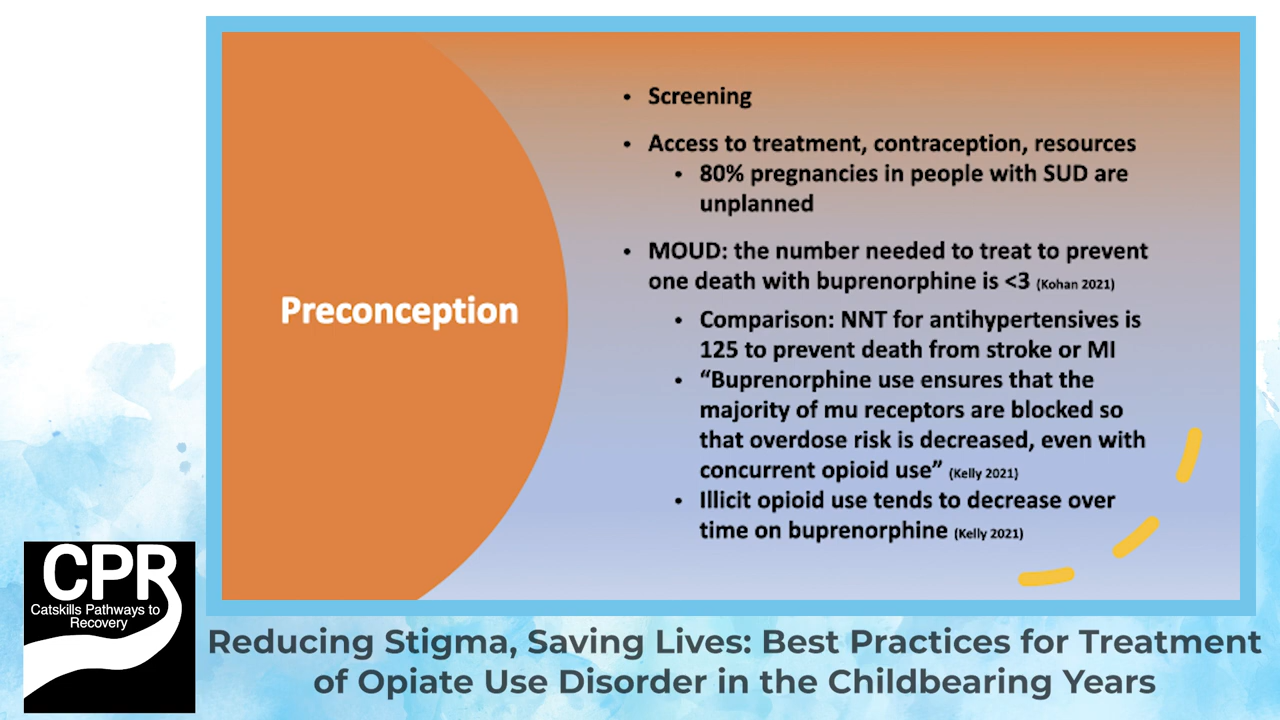 Preconception
• Screening
• Access to treatment, contraception, resources
• 80% pregnancies in people with SUD are
unplanned
• MOUD: the number needed to treat to prevent
one death with buprenorphine is <3 (Kohan 2021)
• Comparison: NNT for antihypertensives is
125 to prevent death from stroke or MI
• “Buprenorphine use ensures that the
majority of mu receptors are blocked so
that overdose risk is decreased, even with
concurrent opioid use” (Kelly 2021)
• Illicit opioid use tends to decrease over
time on buprenorphine (Kelly 2021)
CPR
Catskills Pathways to
Recovery
Reducing Stigma, Saving Lives: Best Practices for Treatment
of Opiate Use Disorder in the Childbearing Years